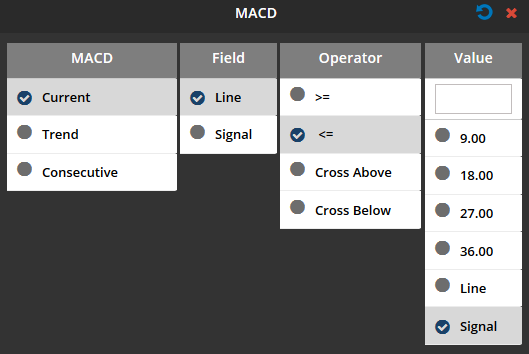 MACD
MACD Field Operator Value
Current Line >=
Trend Signal <= 9.00
Consecutive Cross Above 18.00
Cross Below 27.00
36.00
Line
Signal